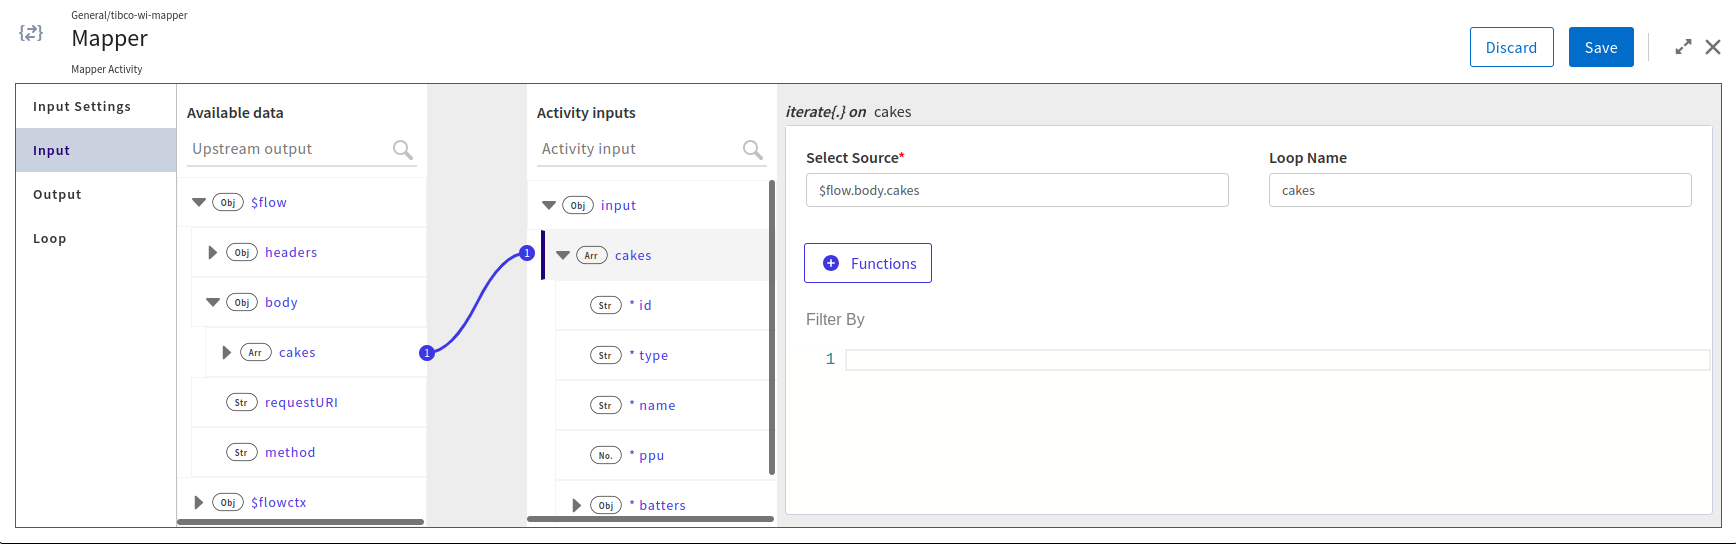 General/tibco-wi-mapper
Mapper
Mapper Activity
Discard
Save
Input Settings
Input
Output
Loop
Available data
Upstream output
Obj $flow
Obj headers
Obj body
Arr cakes
Str requestURI
Str method
Obj $flowctx
1
1
Activity inputs
Activity input
Obj input
Arr cakes
Str * id
Str * type
Str * name
No. * ppu
Obj * batters
iterate{.} on cakes
Select Source*
$flow.body.cakes
Loop Name
cakes
Functions
Filter By
1